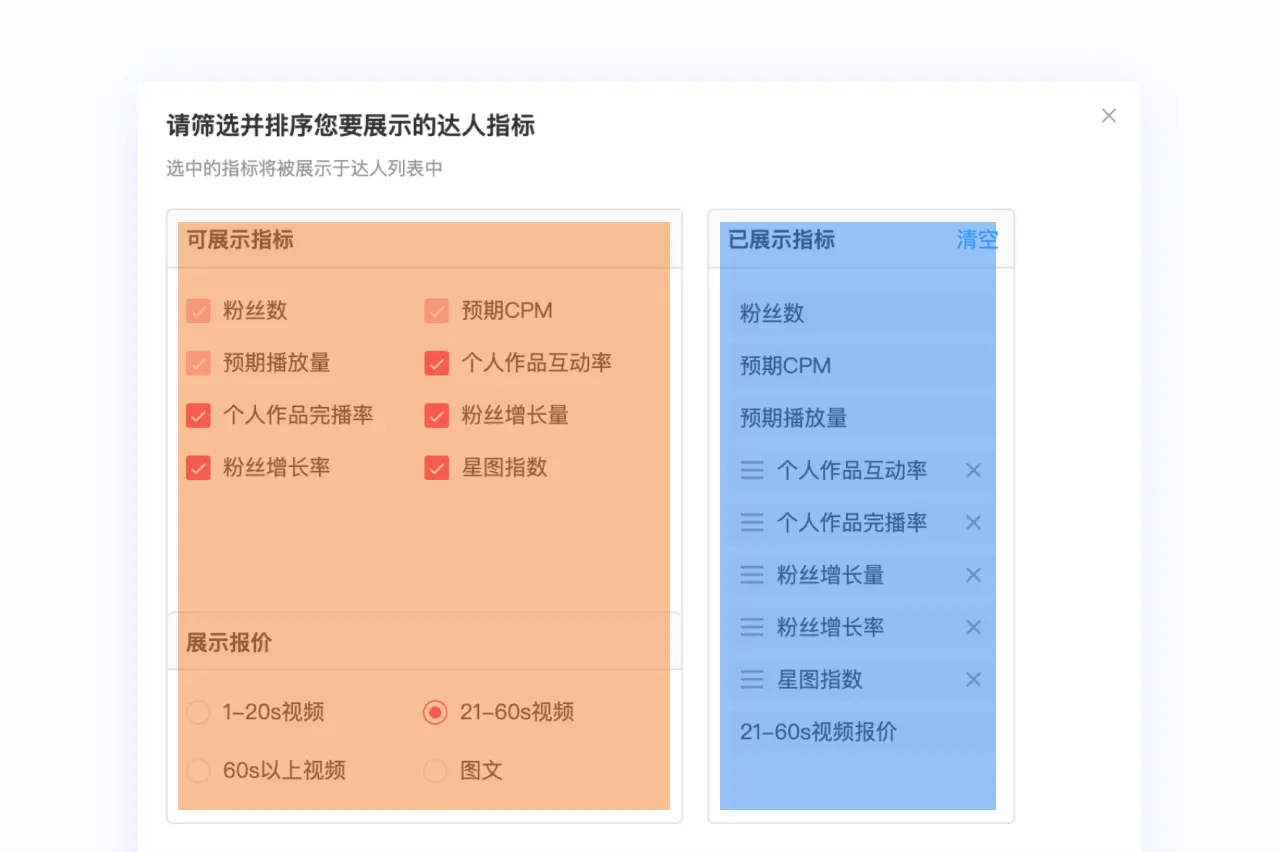 请筛选并排序您要展示的达人指标
选中的指标将被展示于达人列表中
可展示指标
粉丝数 预期CPM
预期播放量 个人作品互动率
个人作品完播率 粉丝增长量
粉丝增长率 星图指数
展示报价
1-20s视频 21-60s视频
60s以上视频 图文
已展示指标 清空
粉丝数
预期CPM
预期播放量
个人作品互动率
个人作品完播率
粉丝增长量
粉丝增长率
星图指数
21-60s视频报价